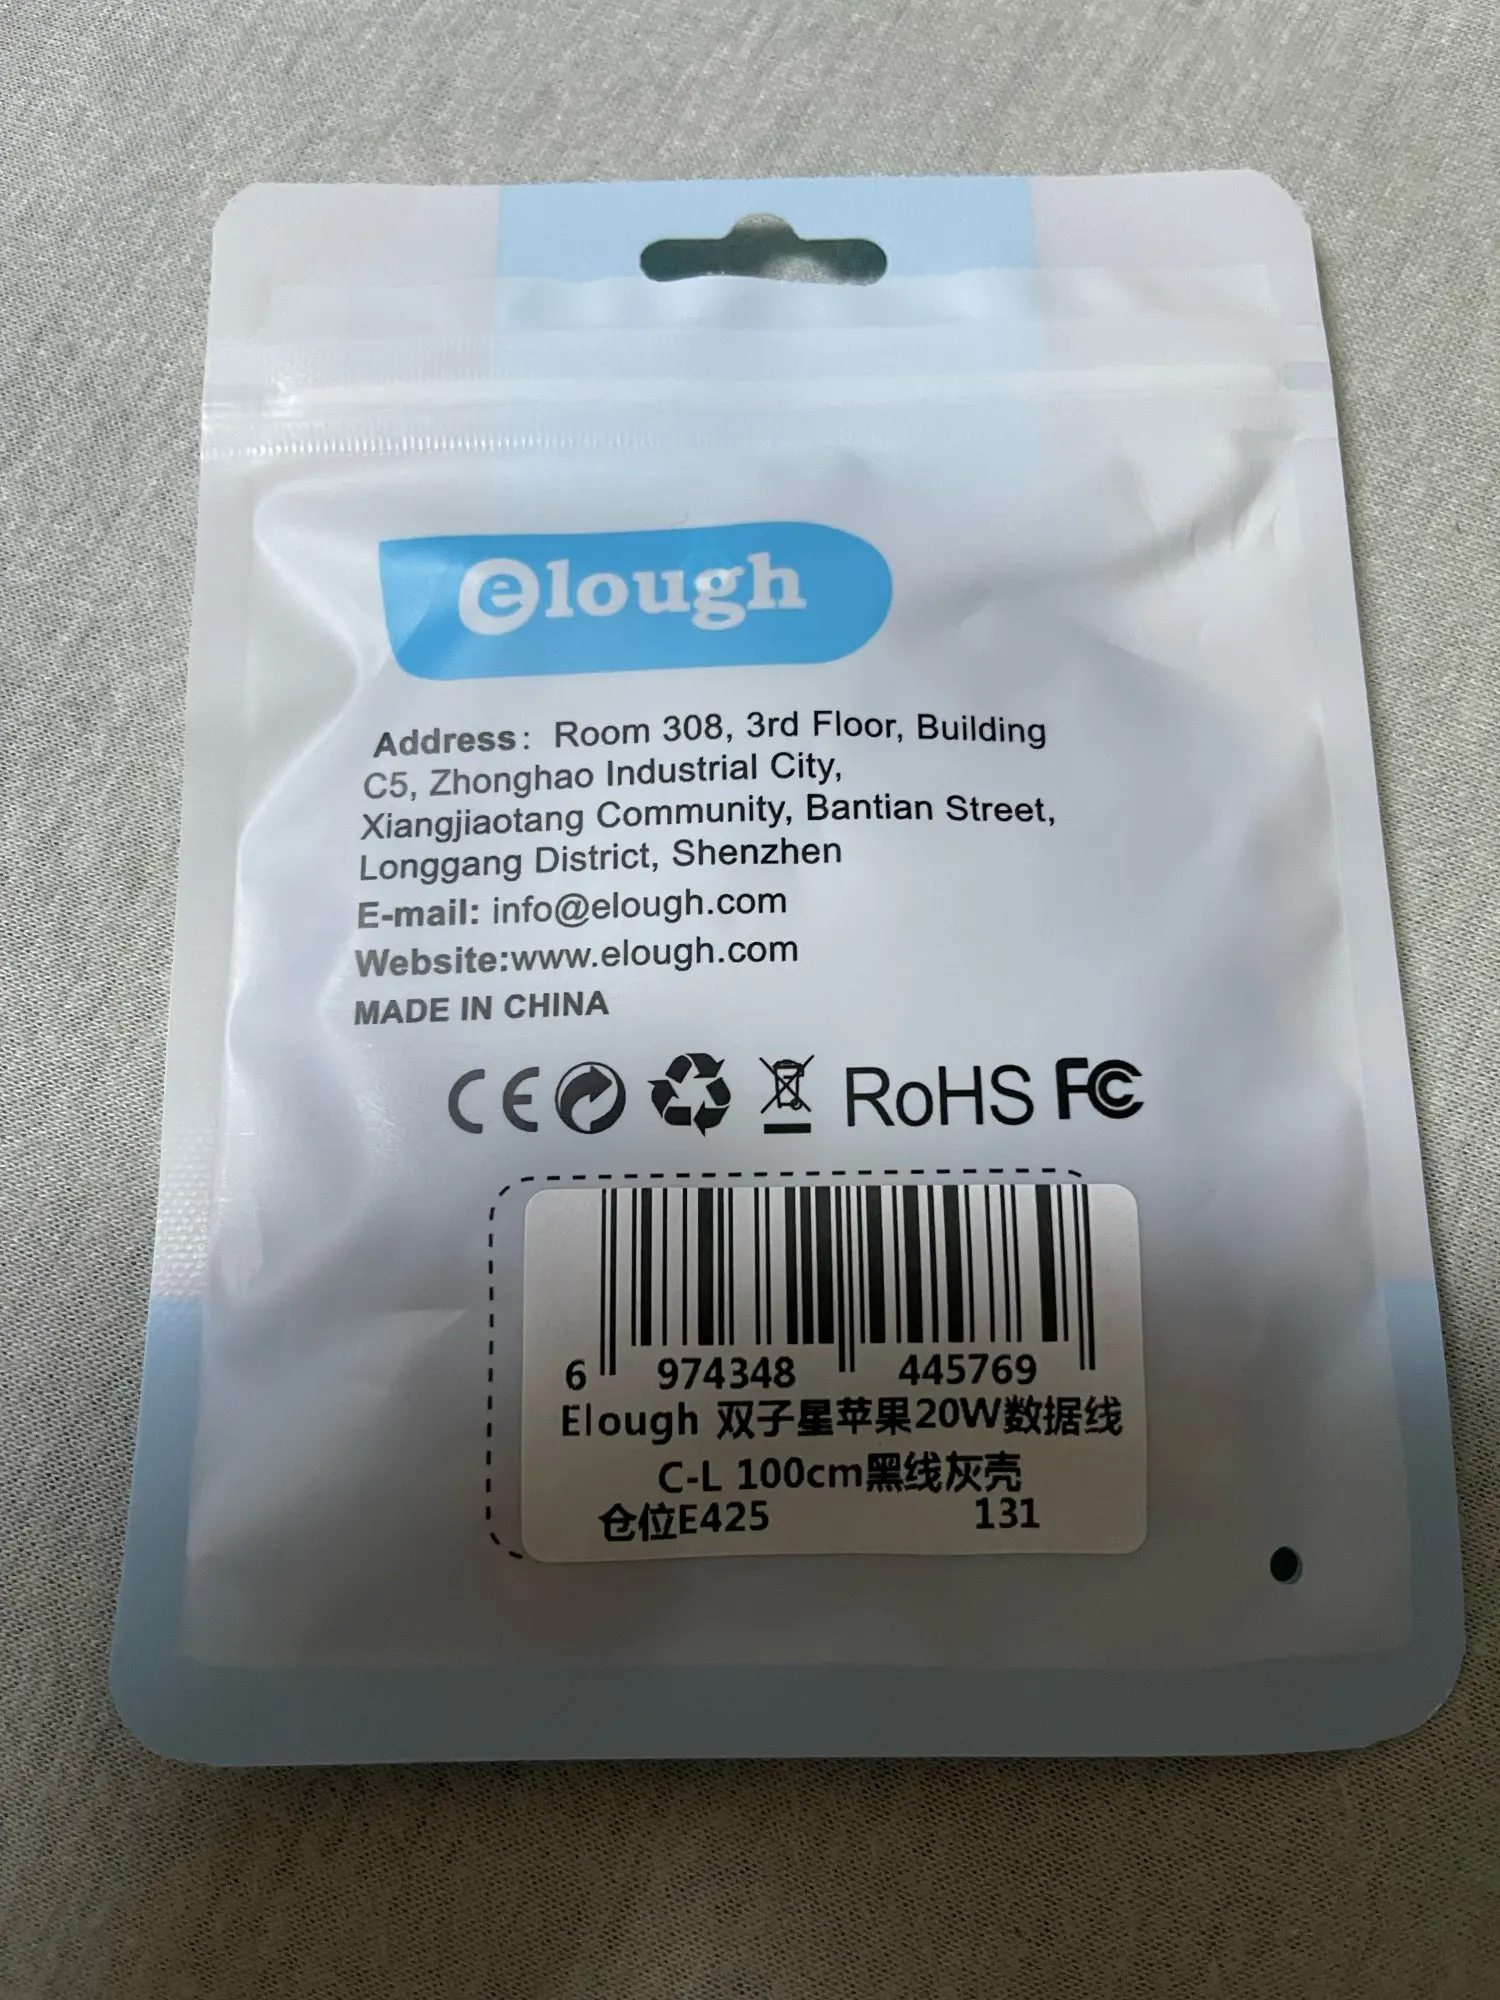 elough
Address: Room 308, 3rd Floor, Building
C5, Zhonghao Industrial City,
Xiangjiaotang Community, Bantian Street,
Longgang District, Shenzhen
E-mail: info@elough.com
Website:www.elough.com
MADE IN CHINA
CE RoHS FC
6 974348 445769
Elough 双子星苹果20W数据线
C-L 100cm黑线灰壳
仓位E425 131